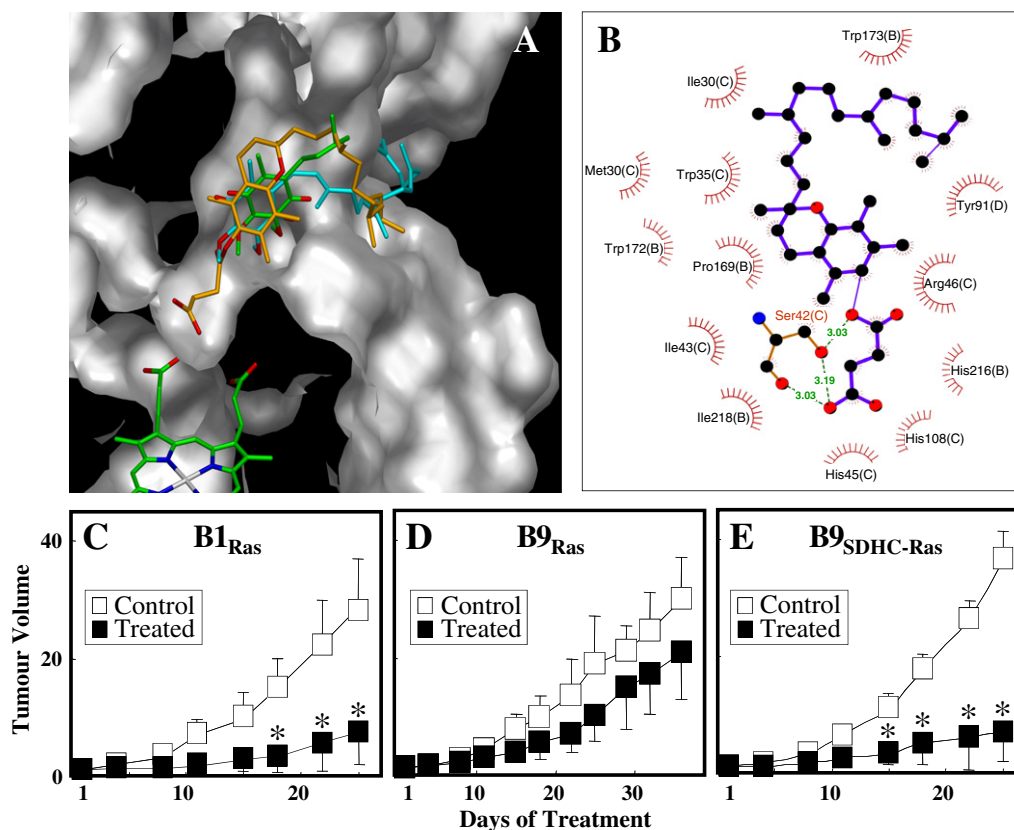 A
B
Trp173(B)
Ile30(C)
Met30(C)
Trp35(C)
Tyr91(D)
Trp172(B)
Pro169(B)
Arg46(C)
Ser42(C)
3.03
Ile43(C)
3.19
His216(B)
3.03
Ile218(B)
His108(C)
His45(C)
Tumour Volume
40
20
0
C B1Ras
Control
Treated
* * *
1 10 20
D B9Ras
Control
Treated
1 10 20 30
E B9SDHC-Ras
Control
Treated
* * * *
1 10 20
Days of Treatment